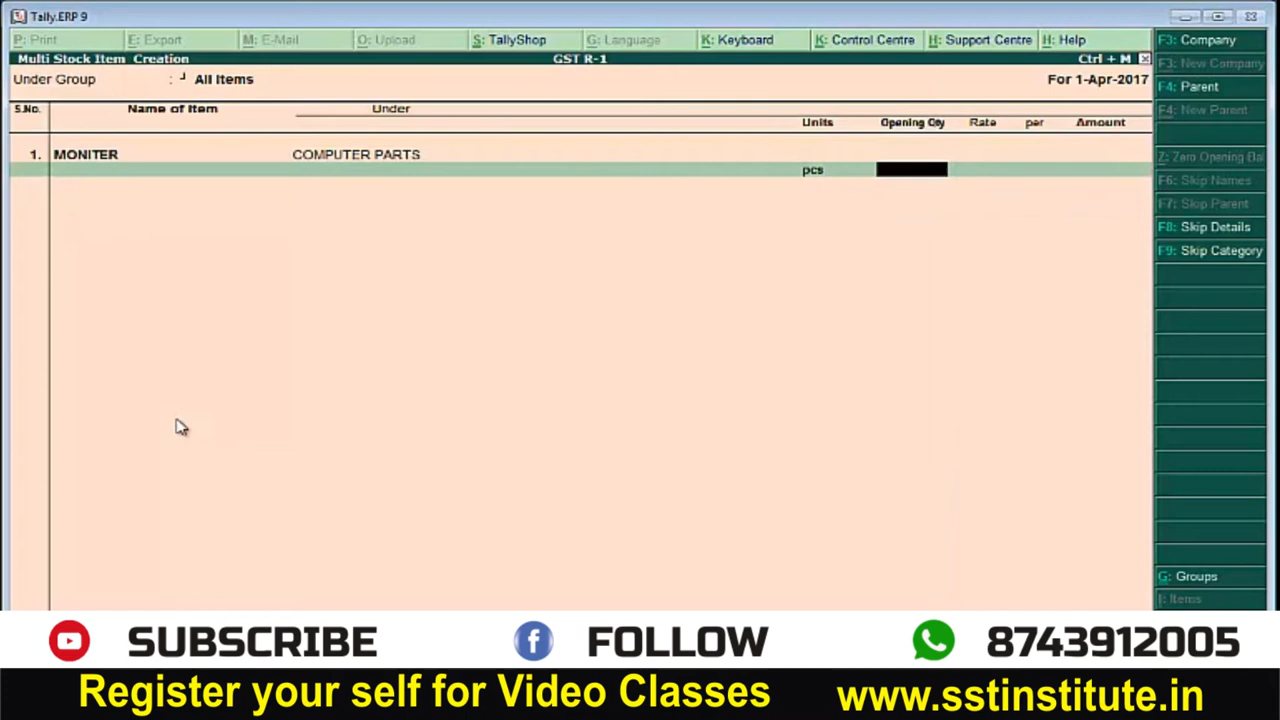 Tally.ERP 9
P: Print E: Export M: E-Mail O: Upload S: TallyShop G: Language K: Keyboard K: Control Centre H: Support Centre H: Help F3: Company
Multi Stock Item Creation GST R-1 Ctrl + M
F3: New Company
Under Group : All Items For 1-Apr-2017
F4: Parent
S.No. Name of Item Under
F4: New Parent
Units Opening Qty Rate per Amount
1. MONITER COMPUTER PARTS
Z: Zero Opening Bal
pcs
F6: Skip Names
F7: Skip Parent
F8: Skip Details
F9: Skip Category
G: Groups
I: Items
SUBSCRIBE FOLLOW 8743912005
Register your self for Video Classes www.sstinstitute.in